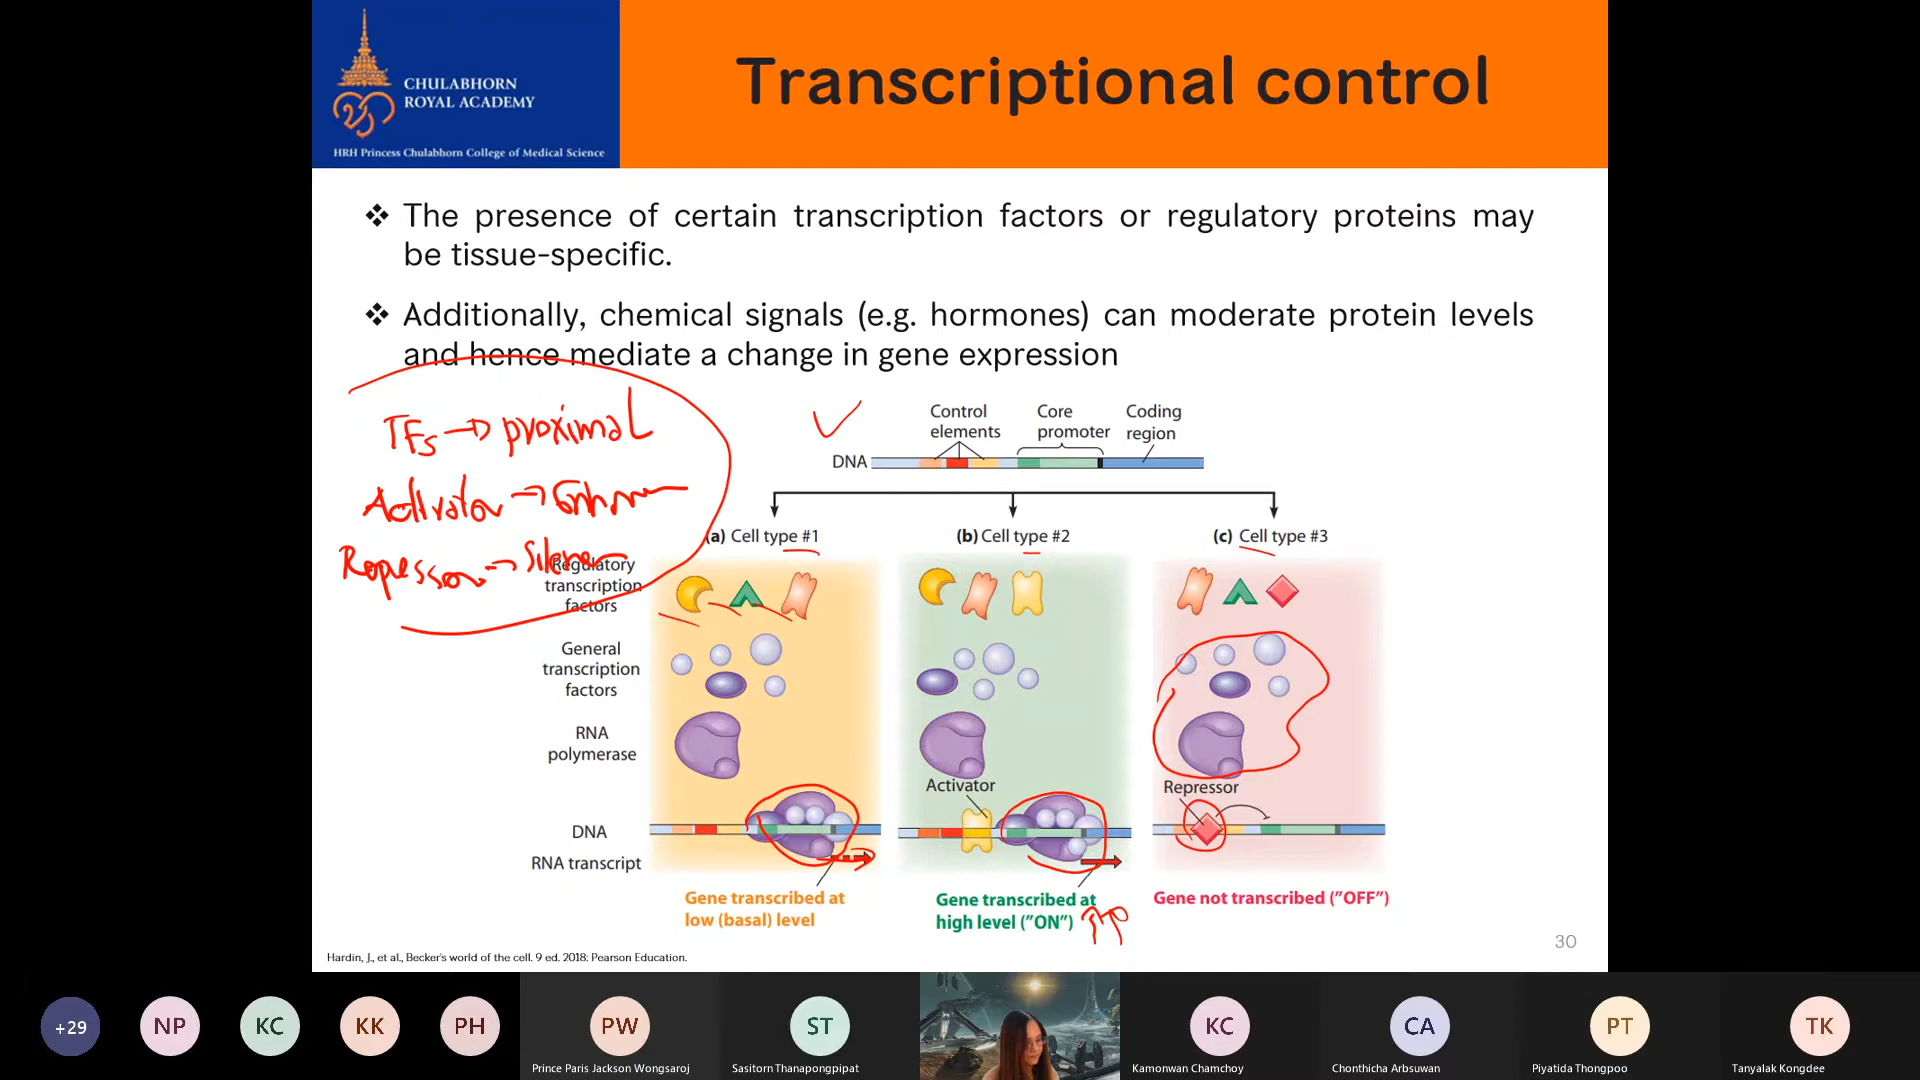 CHULABHORN
ROYAL ACADEMY
HRH Princess Chulabhorn College of Medical Science
Transcriptional control
❖ The presence of certain transcription factors or regulatory proteins may
be tissue-specific.
❖ Additionally, chemical signals (e.g. hormones) can moderate protein levels
and hence mediate a change in gene expression
TFs → proximal
Activator →
Repressor →
Control
elements
Core
promoter
Coding
region
DNA
(a) Cell type #1
(b) Cell type #2
(c) Cell type #3
Regulatory
transcription
factors
General
transcription
factors
RNA
polymerase
Activator
Repressor
DNA
RNA transcript
Gene transcribed at
low (basal) level
Gene transcribed at
high level ("ON")
Gene not transcribed ("OFF")
30
Hardin, J., et al., Becker's world of the cell. 9 ed. 2018: Pearson Education.
+29
NP
KC
KK
PH
PW
ST
KC
CA
PT
TK
Prince Paris Jackson Wongsaroj
Sasitorn Thanapongpipat
Kamonwan Chamchoy
Chonthicha Arbsuwan
Piyatida Thongpoo
Tanyalak Kongdee